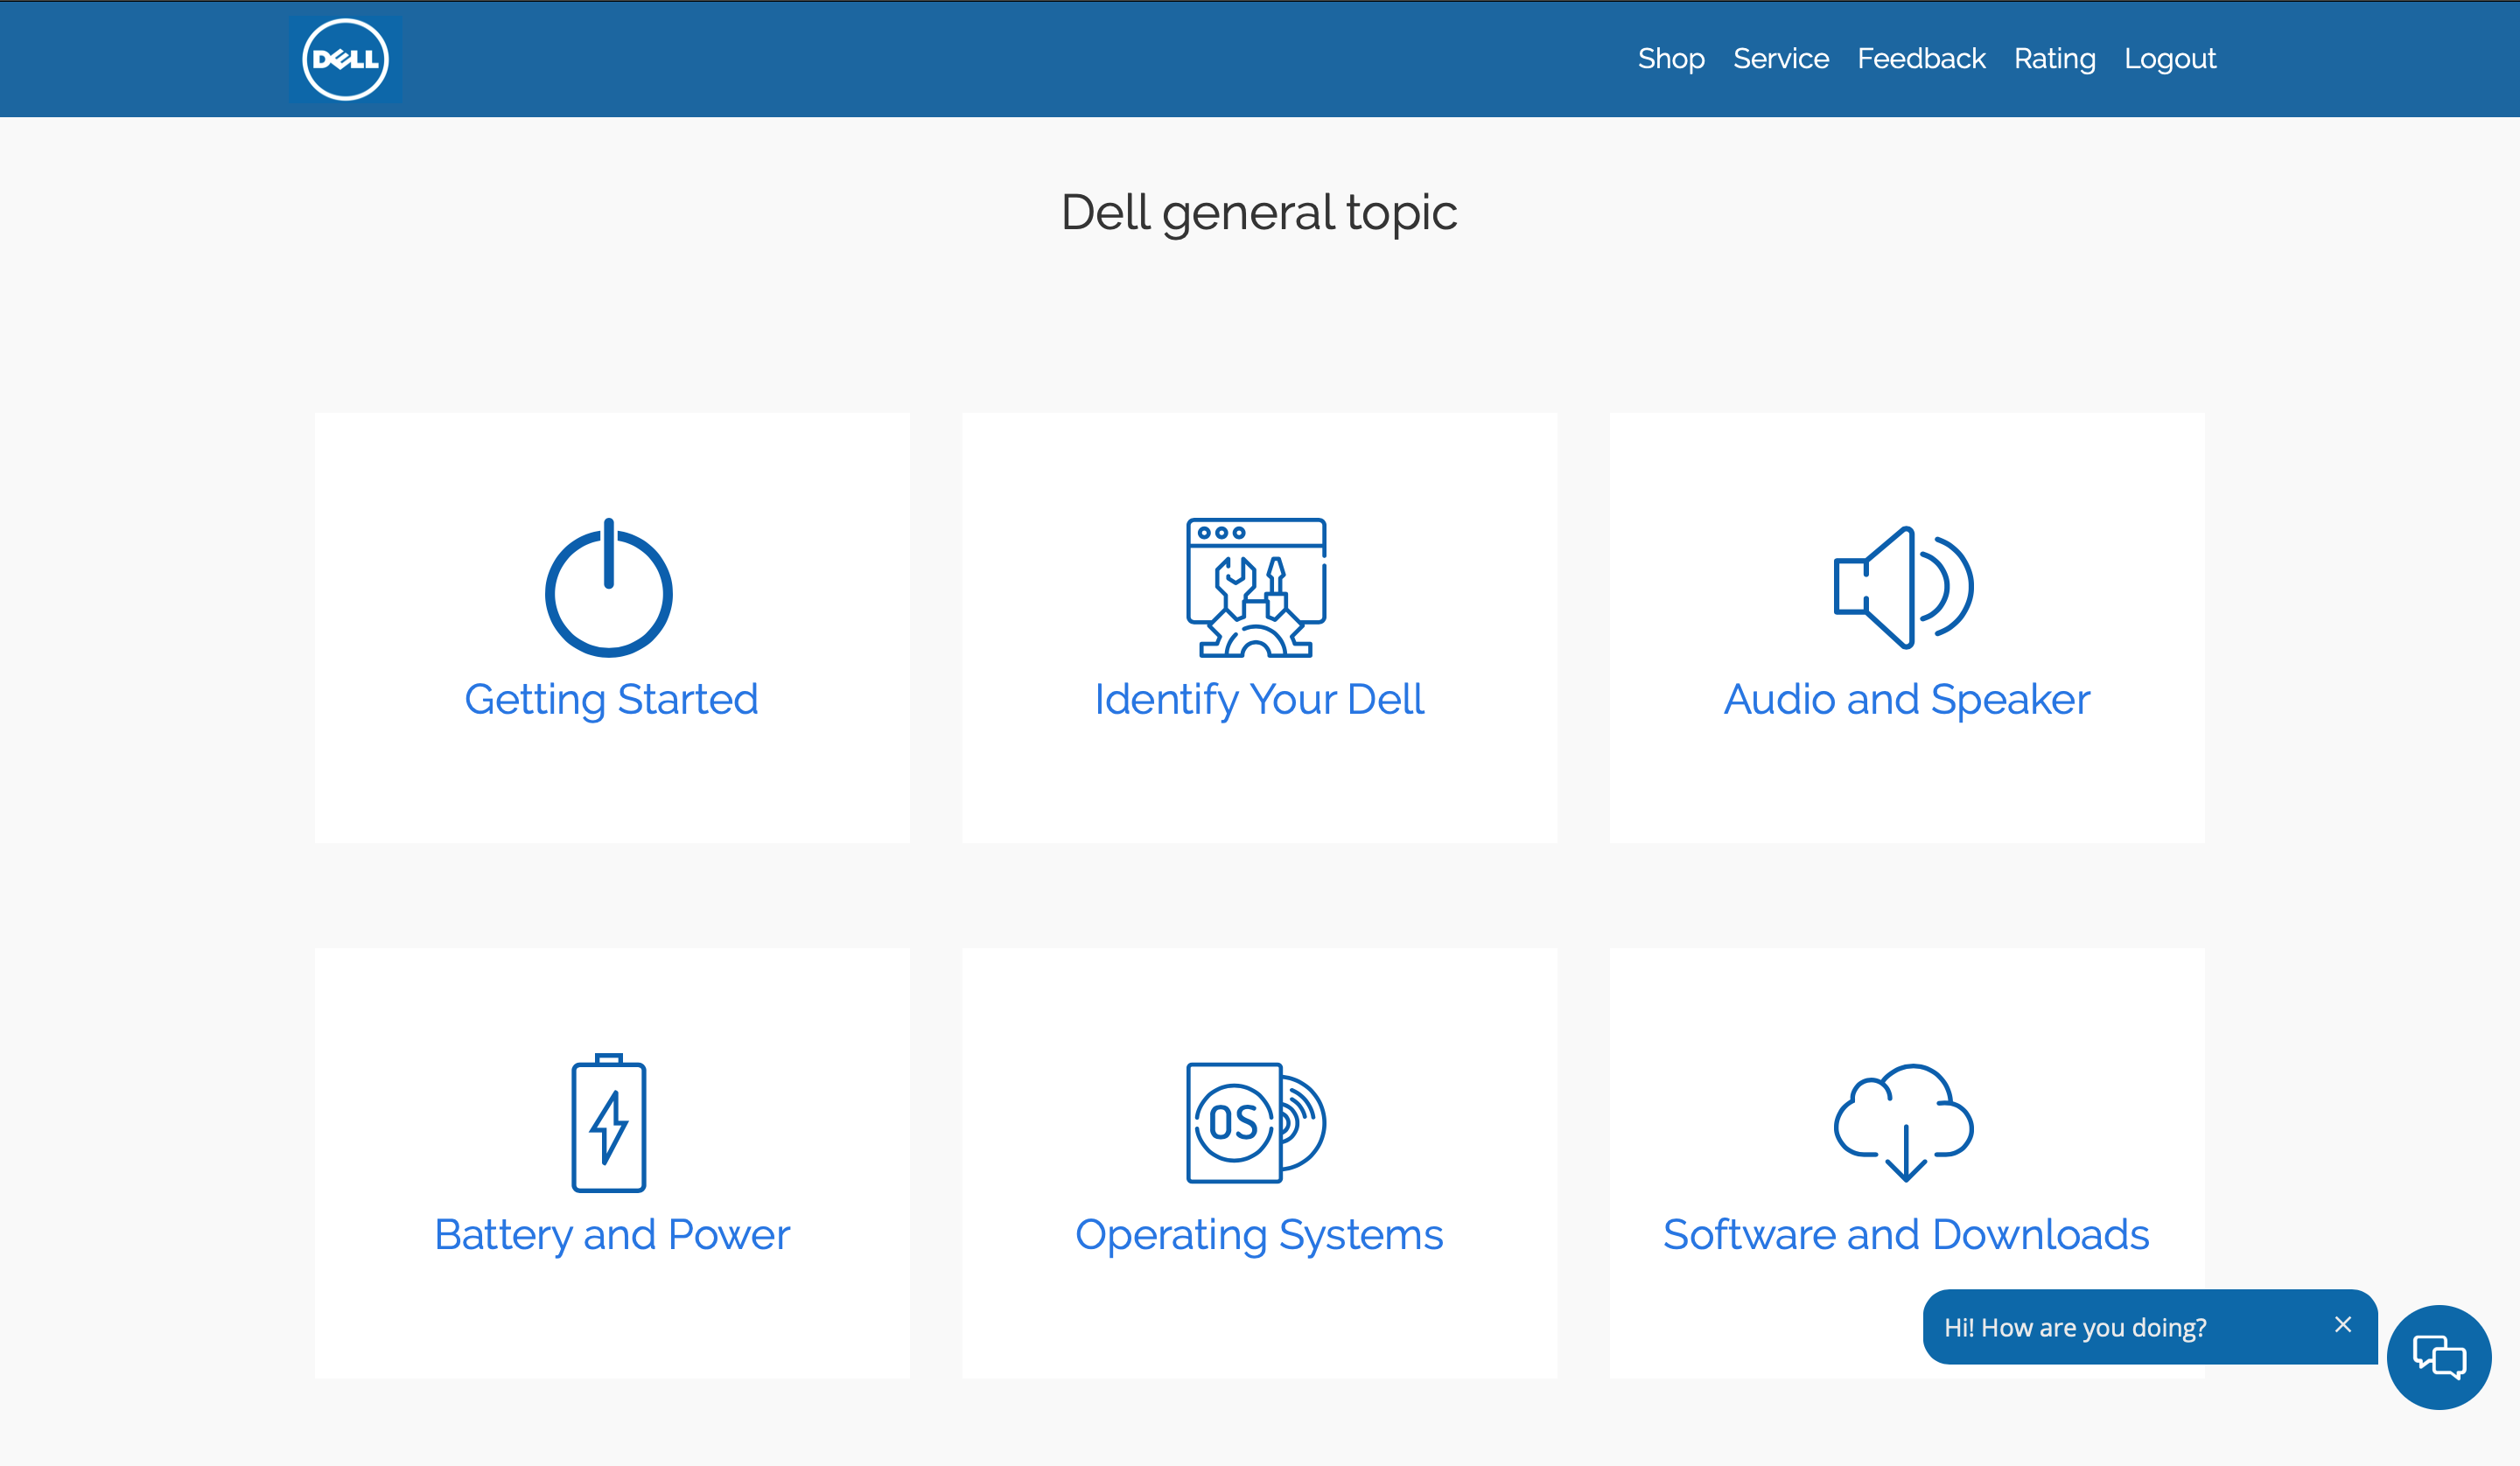 DELL
Shop Service Feedback Rating Logout
Dell general topic
Getting Started
Identify Your Dell
Audio and Speaker
OS
Battery and Power
Operating Systems
Software and Downloads
Hi! How are you doing?